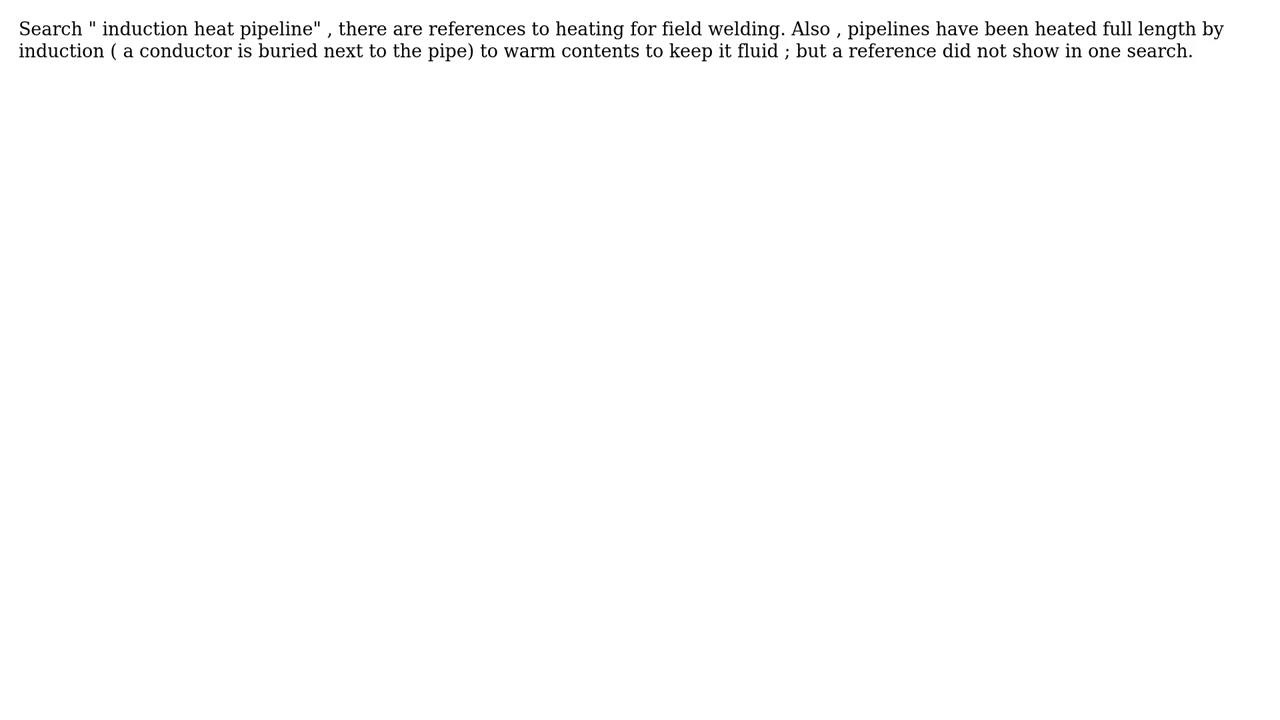 Search " induction heat pipeline" , there are references to heating for field welding. Also , pipelines have been heated full length by
induction ( a conductor is buried next to the pipe) to warm contents to keep it fluid ; but a reference did not show in one search.